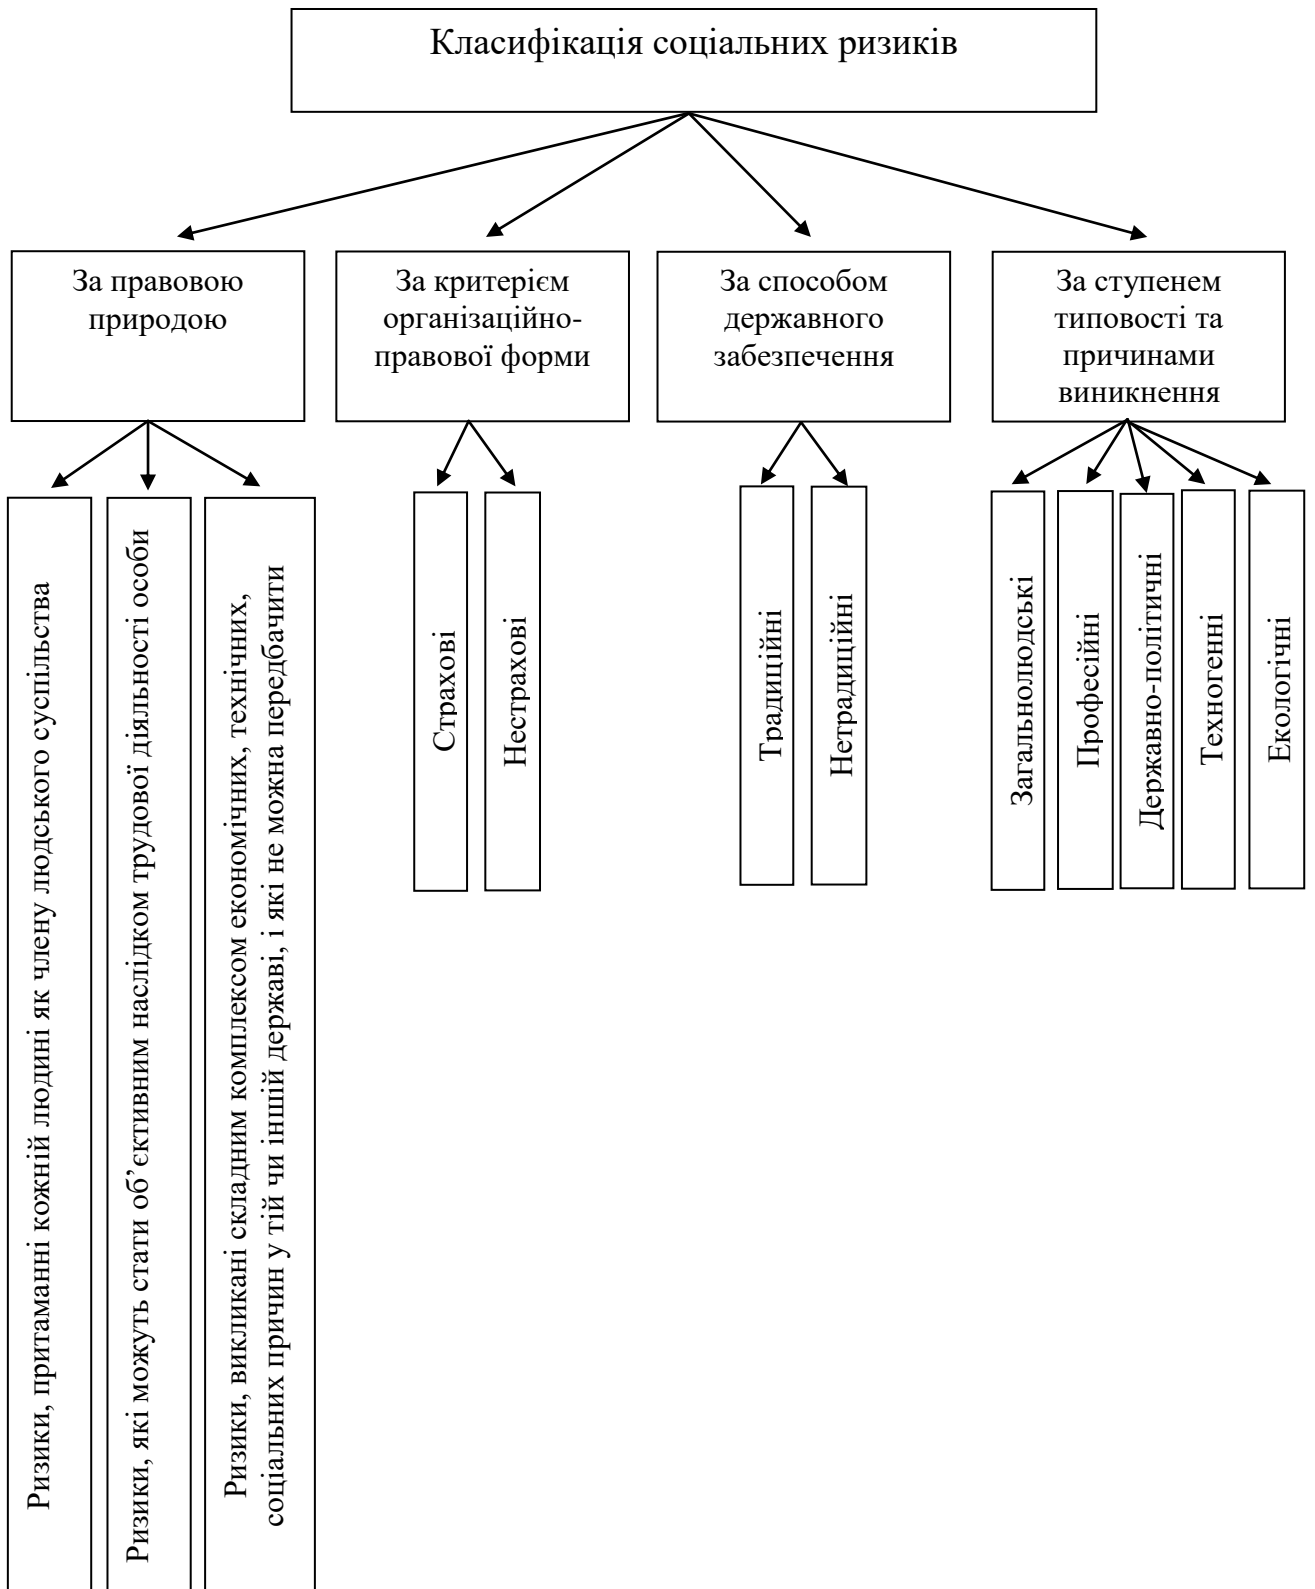 Класифікація соціальних ризиків
За правовою
природою
За критерієм
організаційно-
правової форми
За способом
державного
забезпечення
За ступенем
типовості та
причинами
виникнення
Ризики, притаманні кожній людині як члену людського суспільства
Ризики, які можуть стати об’єктивним наслідком трудової діяльності особи
Ризики, викликані складним комплексом економічних, технічних,
соціальних причин у тій чи іншій державі, і які не можна передбачити
Страхові
Нестрахові
Традиційні
Нетрадиційні
Загальнолюдські
Професійні
Державно-політичні
Техногенні
Екологічні